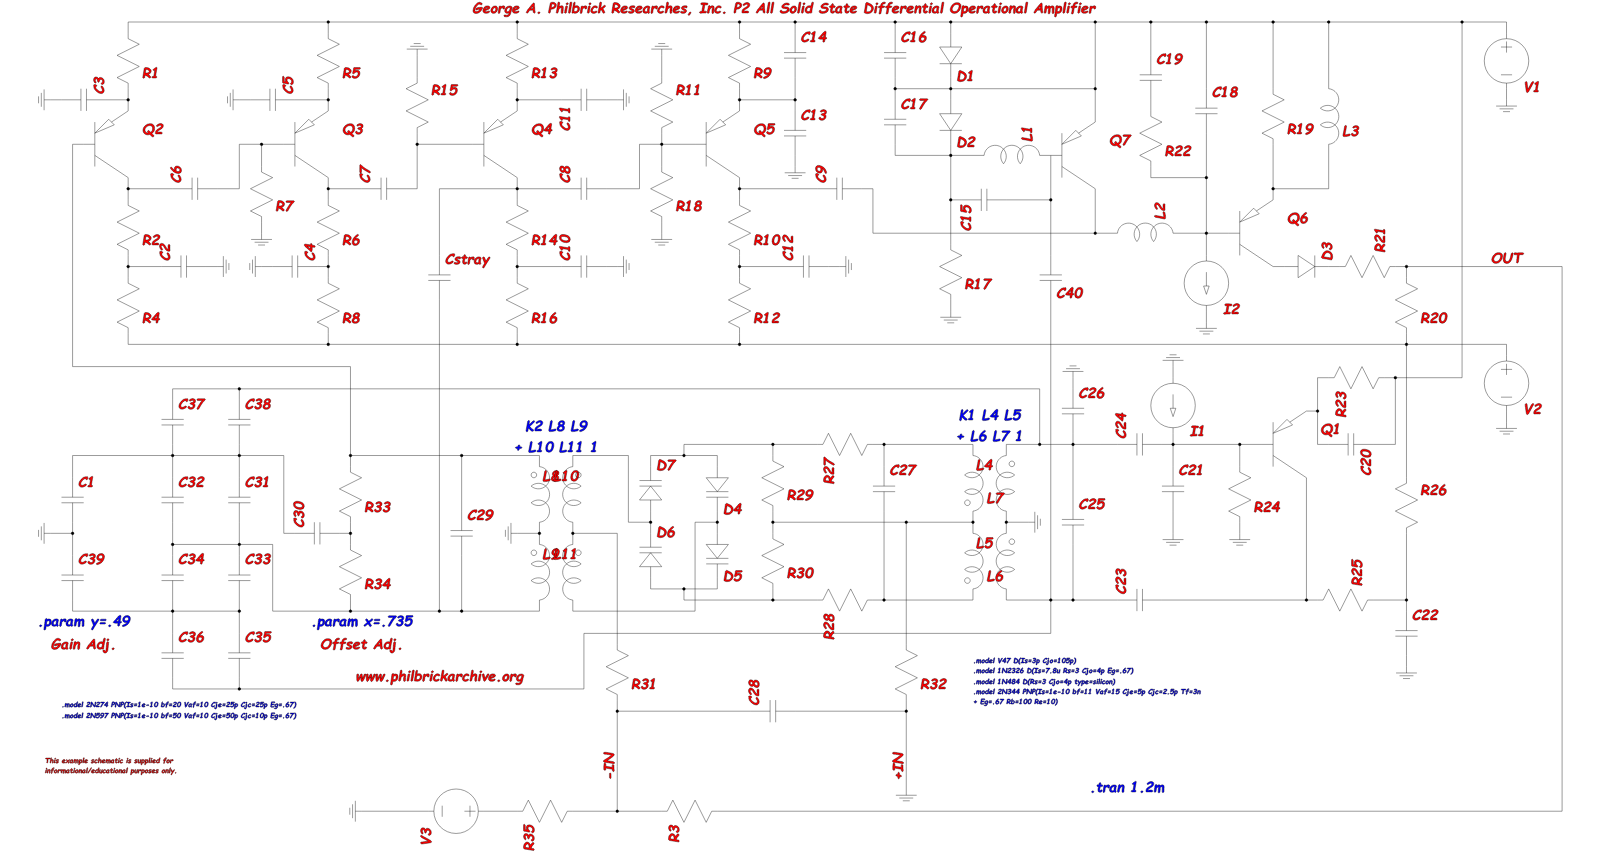 George A. Philbrick Researches, Inc. P2 All Solid State Differential Operational Amplifier
C14
C16
R1
C3
R5
C5
R15
R13
R11
R9
D1
C19
V1
C11
C13
C17
C18
Q2
Q3
Q4
Q5
D2
L1
Q7
R22
R19
L3
C6
C7
C8
C9
R7
R18
C15
L2
Q6
R2
C2
C4
R6
R14
C10
R10
C12
D3
R21
Cstray
R17
C40
I2
OUT
R4
R8
R16
R12
R20
C37
C38
K2 L8 L9
+ L10 L11 1
K1 L4 L5
+ L6 L7 1
C26
C24
I1
R23
Q1
V2
C20
C1
C32
C31
C30
R33
C29
L8
L10
D7
D4
D6
R29
R27
C27
L4
L7
C25
C21
R24
R26
C39
C34
C33
R34
L9
L11
D5
R30
R28
L5
L6
C23
R25
C22
.param y=.49
Gain Adj.
.param x=.735
Offset Adj.
C36
C35
www.philbrickarchive.org
R31
C28
R32
.model V47 D(Is=3p Cjo=105p)
.model 1N2326 D(Is=7.8u Rs=3 Cjo=4p Eg=.67)
.model 1N484 D(Rs=3 Cjo=4p type=silicon)
.model 2N344 PNP(Is=1e-10 bf=11 Vaf=15 Cje=5p Cjc=2.5p Tf=3n
+ Eg=.67 Rb=100 Re=10)
.model 2N274 PNP(Is=1e-10 bf=20 Vaf=10 Cje=25p Cjc=25p Eg=.67)
.model 2N597 PNP(Is=1e-10 bf=50 Vaf=10 Cje=50p Cjc=10p Eg=.67)
This example schematic is supplied for
informational/educational purposes only.
-IN
+IN
.tran 1.2m
V3
R35
R3